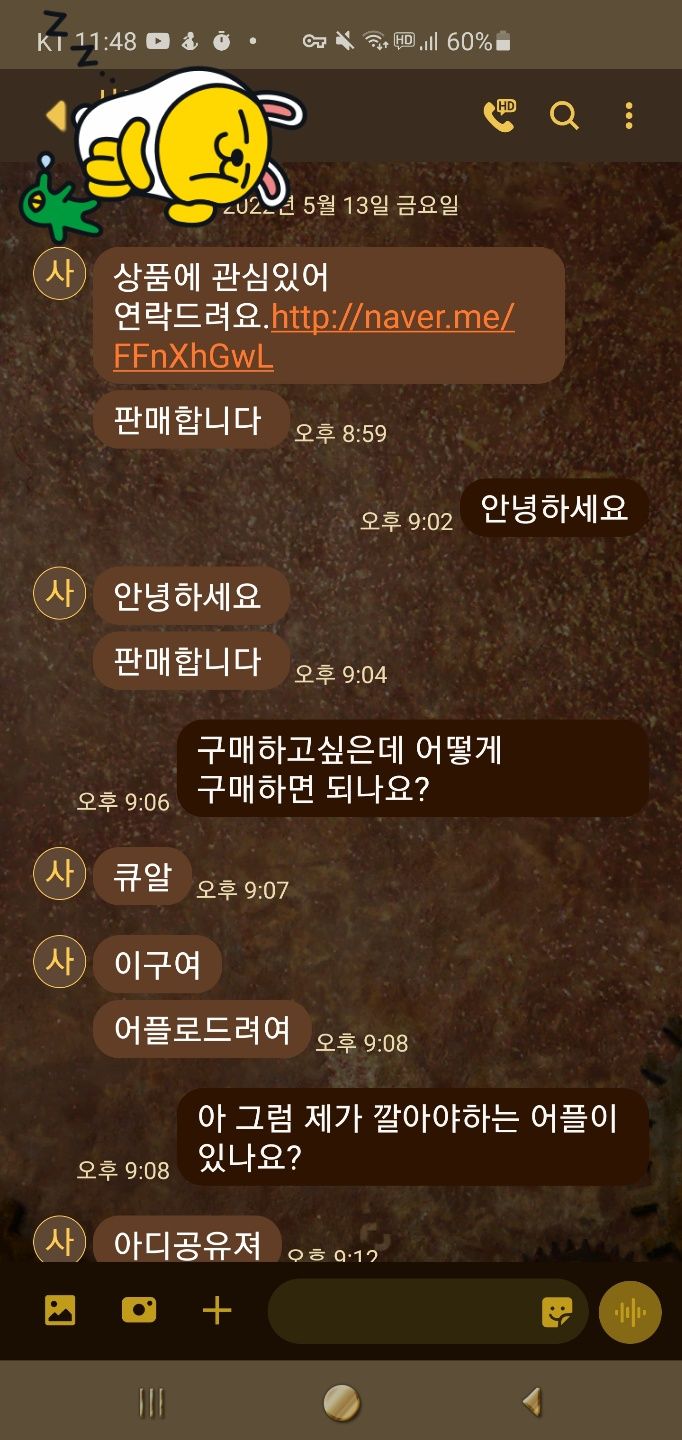 KT 11:48
HD
60%
Z
Z
Z
HD
2022년 5월 13일 금요일
사
상품에 관심있어
연락드려요.http://naver.me/
FFnXhGwL
판매합니다
오후 8:59
안녕하세요
오후 9:02
사
안녕하세요
판매합니다
오후 9:04
구매하고싶은데 어떻게
구매하면 되나요?
오후 9:06
사
큐알
오후 9:07
사
이구여
어플로드려여
오후 9:08
아 그럼 제가 깔아야하는 어플이
있나요?
오후 9:08
사
아디공유져
오후 9:12